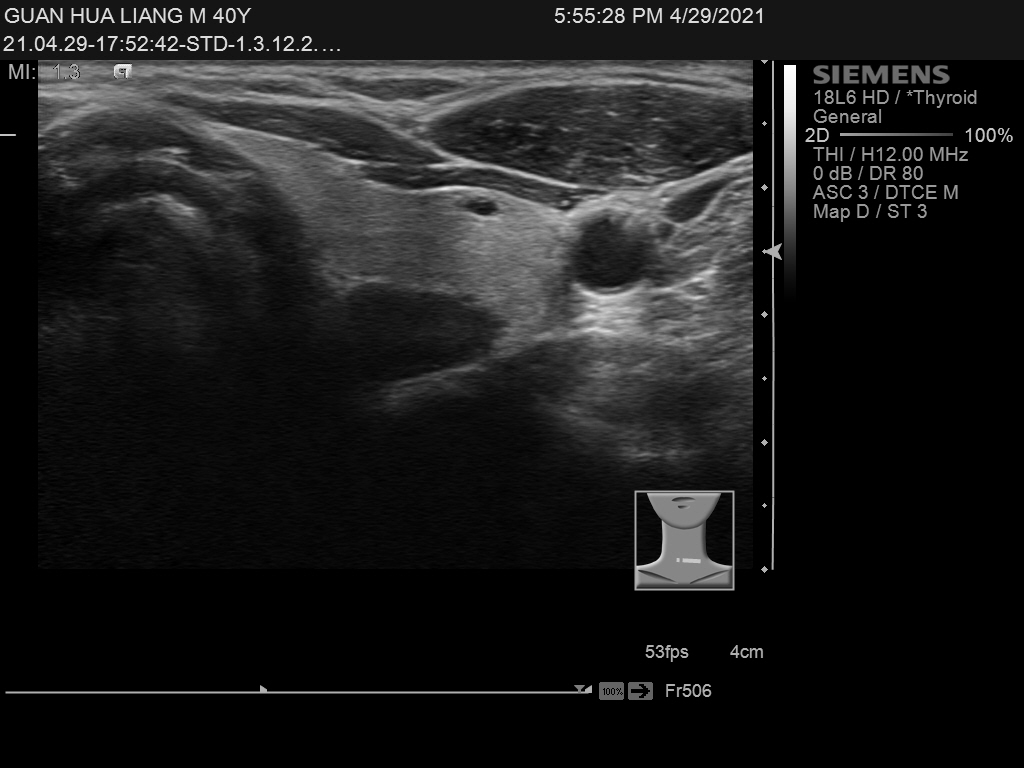 GUAN HUA LIANG M 40Y
5:55:28 PM 4/29/2021
21.04.29-17:52:42-STD-1.3.12.2....
MI: 1.3
SIEMENS
18L6 HD / *Thyroid
General
2D 100%
THI / H12.00 MHz
0 dB / DR 80
ASC 3 / DTCE M
Map D / ST 3
53fps 4cm
100% Fr506